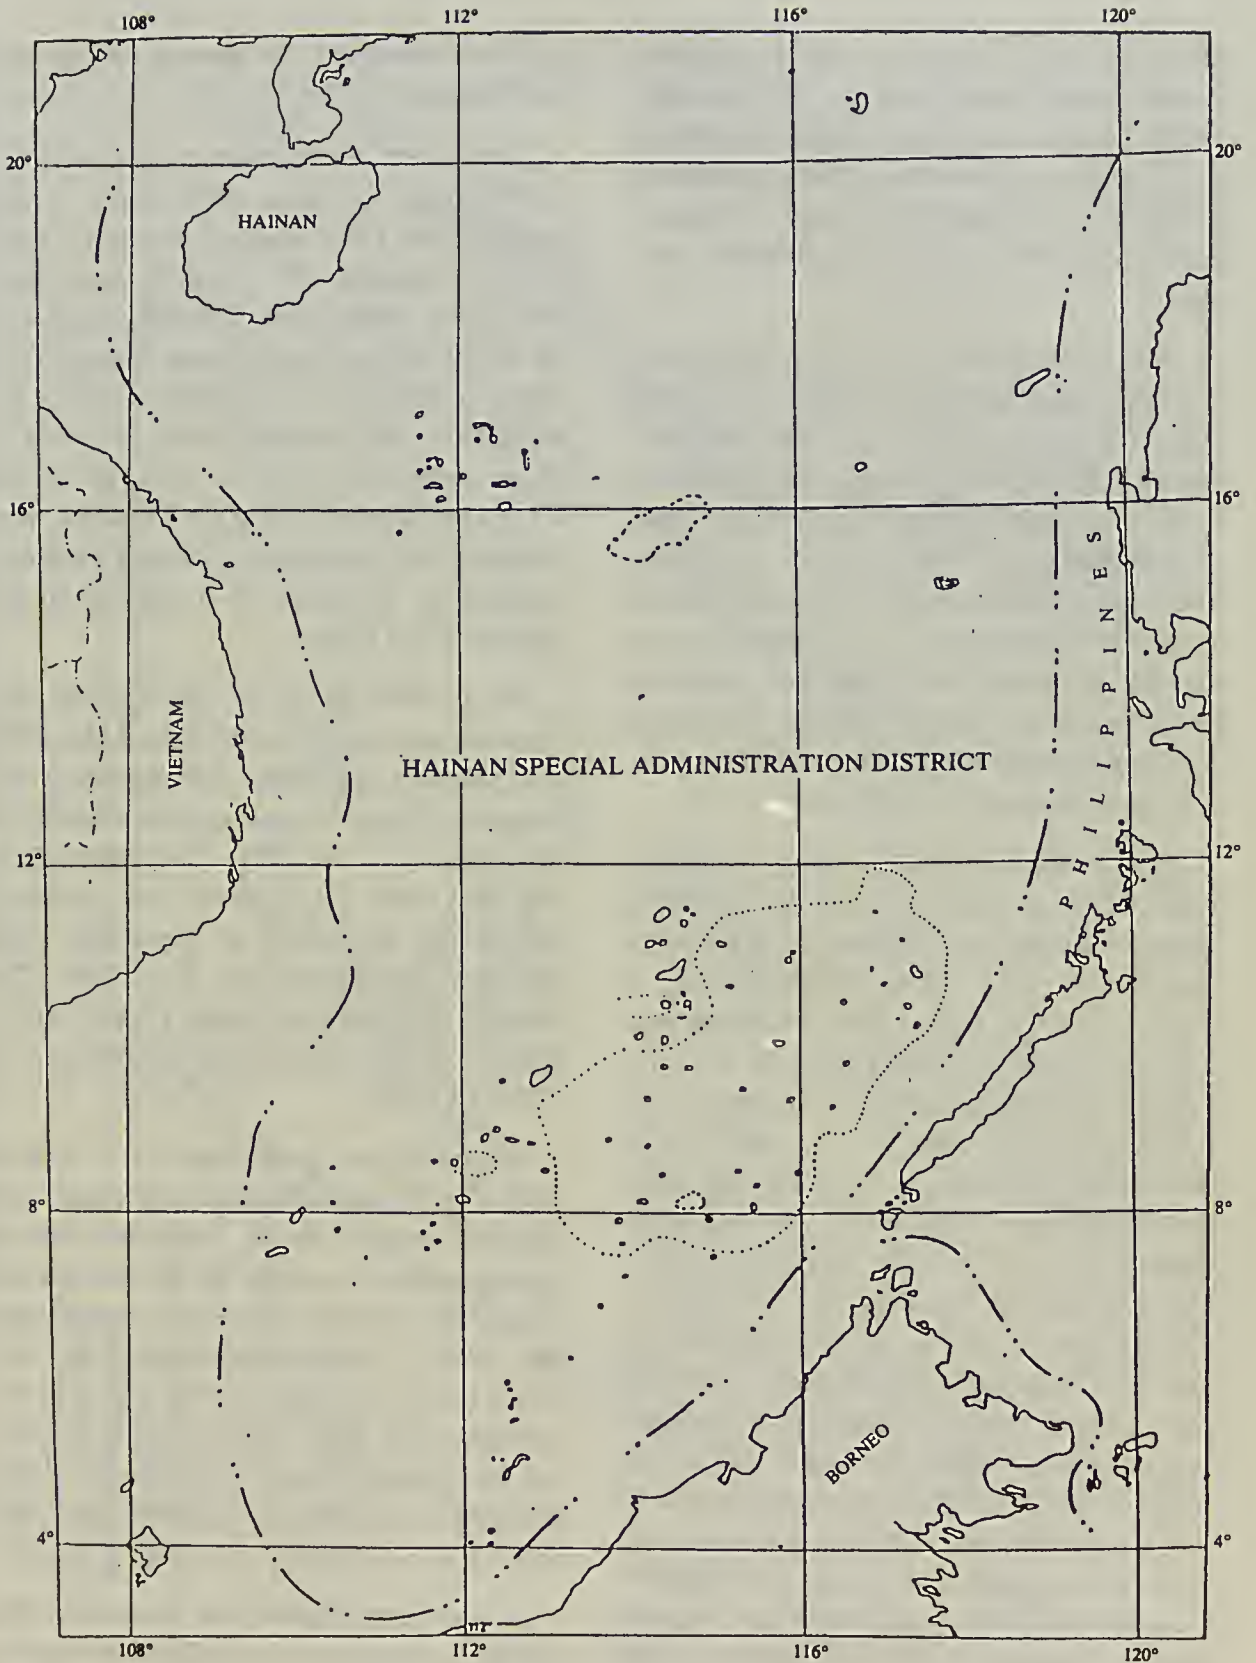 108° 112° 116° 120°
20° 20°
HAINAN
16° 16°
PHILIPPINES
VIETNAM
HAINAN SPECIAL ADMINISTRATION DISTRICT
12° 12°
8° 8°
BORNEO
4° 4°
112°
108° 112° 116° 120°